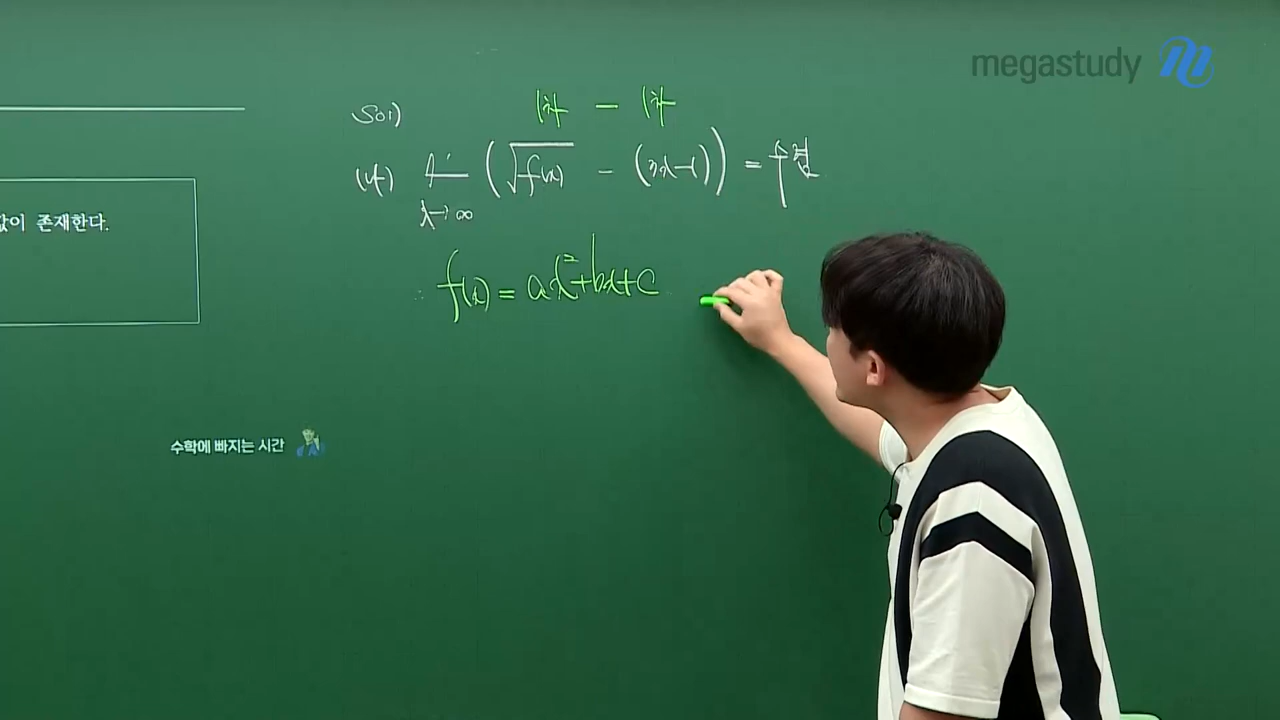 megastudy
Sol)
1차 - 1차
(나) lim x→∞ (√f(x) - (3x-1)) = 수렴
값이 존재한다.
∴ f(x) = ax²+bx+c
수학에 빠지는 시간